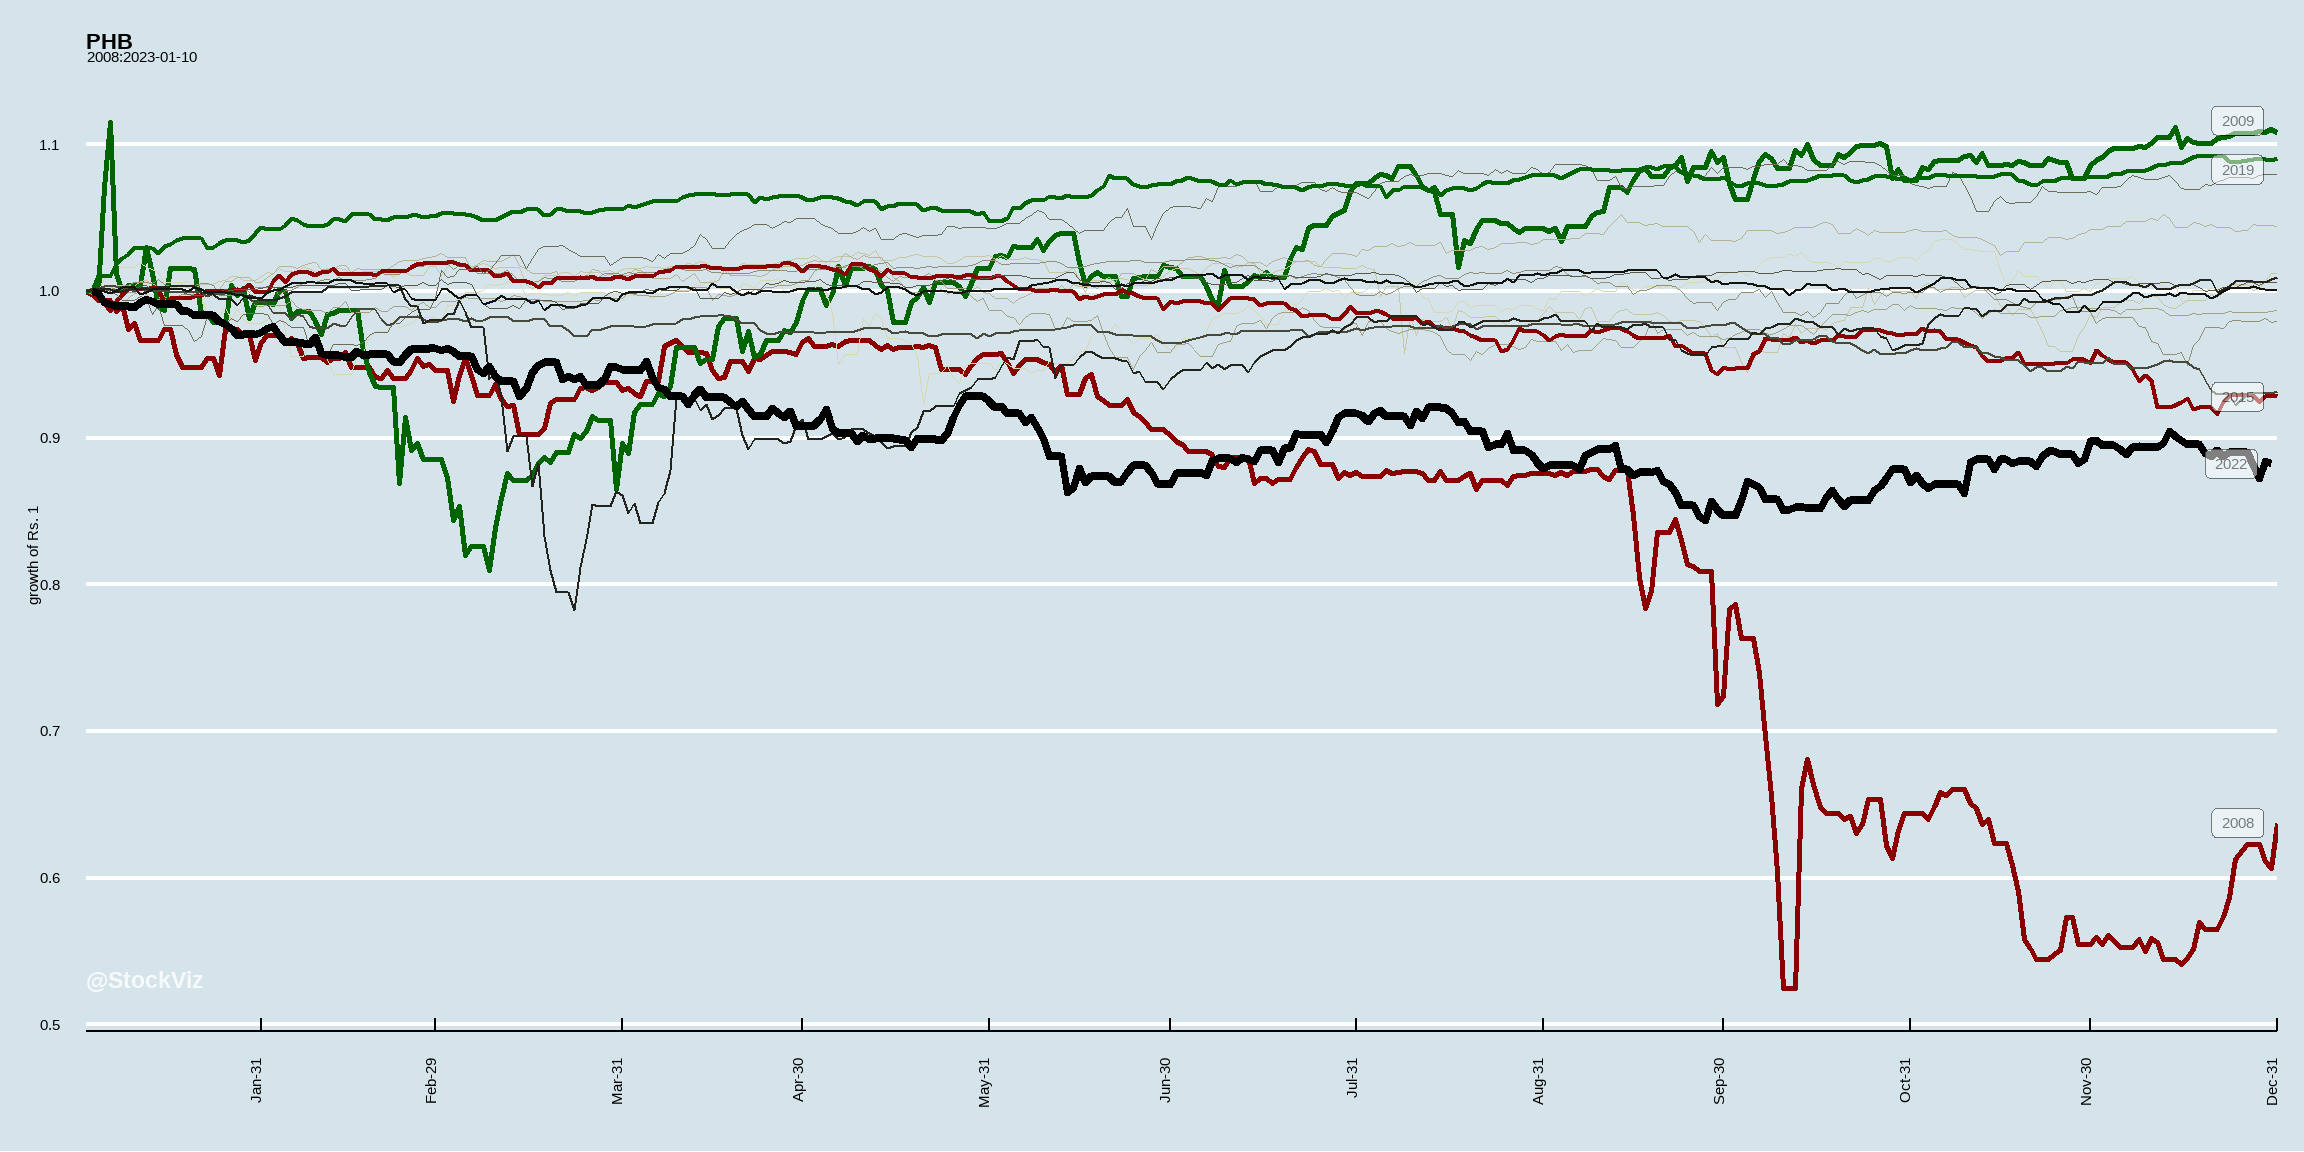 PHB
2008:2023-01-10
2009
1.1
2019
1.0
2015
0.9
2022
growth of Rs. 1
0.8
0.7
2008
0.6
@StockViz
0.5
Jan-31
Feb-29
Mar-31
Apr-30
May-31
Jun-30
Jul-31
Aug-31
Sep-30
Oct-31
Nov-30
Dec-31